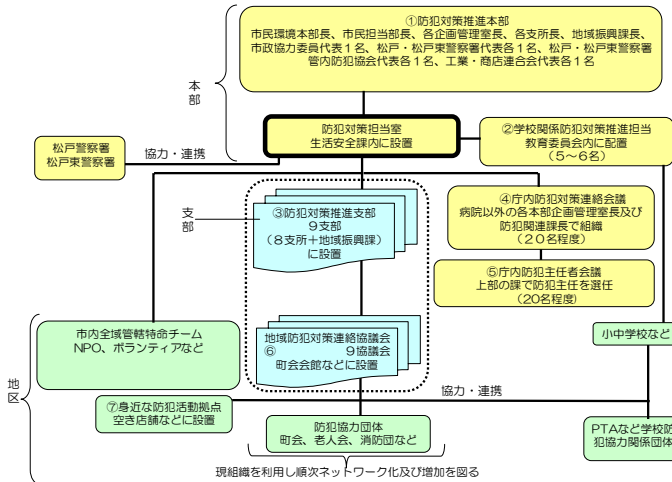 ①防犯対策推進本部
市民環境本部長、市民担当部長、各企画管理室長、各支所長、地域振興課長、
市政協力委員代表１名、松戸・松戸東警察署代表各１名、松戸・松戸東警察署
管内防犯協会代表各１名、工業・商店連合会代表各１名
本部
防犯対策担当室
生活安全課内に設置
②学校関係防犯対策推進担当
教育委員会内に配置
（５～６名）
松戸警察署
松戸東警察署
協力・連携
支部
③防犯対策推進支部
９支部
（８支所＋地域振興課）
に設置
④庁内防犯対策連絡会議
病院以外の各本部企画管理室長及び
防犯関連課長で組織
（２０名程度）
⑤庁内防犯主任者会議
上部の課で防犯主任を選任
（20名程度）
市内全域管轄特命チーム
NPO、ボランティアなど
地域防犯対策連絡協議会
⑥ ９協議会
町会会館などに設置
小中学校など
地区
⑦身近な防犯活動拠点
空き店舗などに設置
協力・連携
防犯協力団体
町会、老人会、消防団など
PTAなど学校防
犯協力関係団体
現組織を利用し順次ネットワーク化及び増加を図る